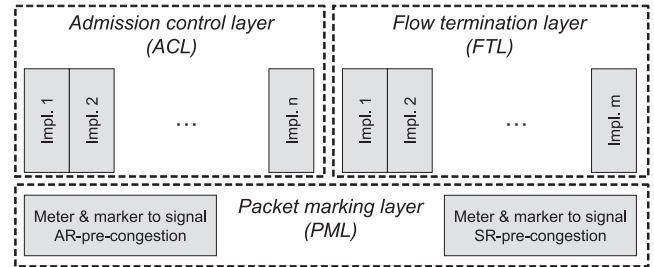 Admission control layer
(ACL)
Impl. 1
Impl. 2
...
Impl. n
Flow termination layer
(FTL)
Impl. 1
Impl. 2
...
Impl. m
Packet marking layer
(PML)
Meter & marker to signal
AR-pre-congestion
Meter & marker to signal
SR-pre-congestion